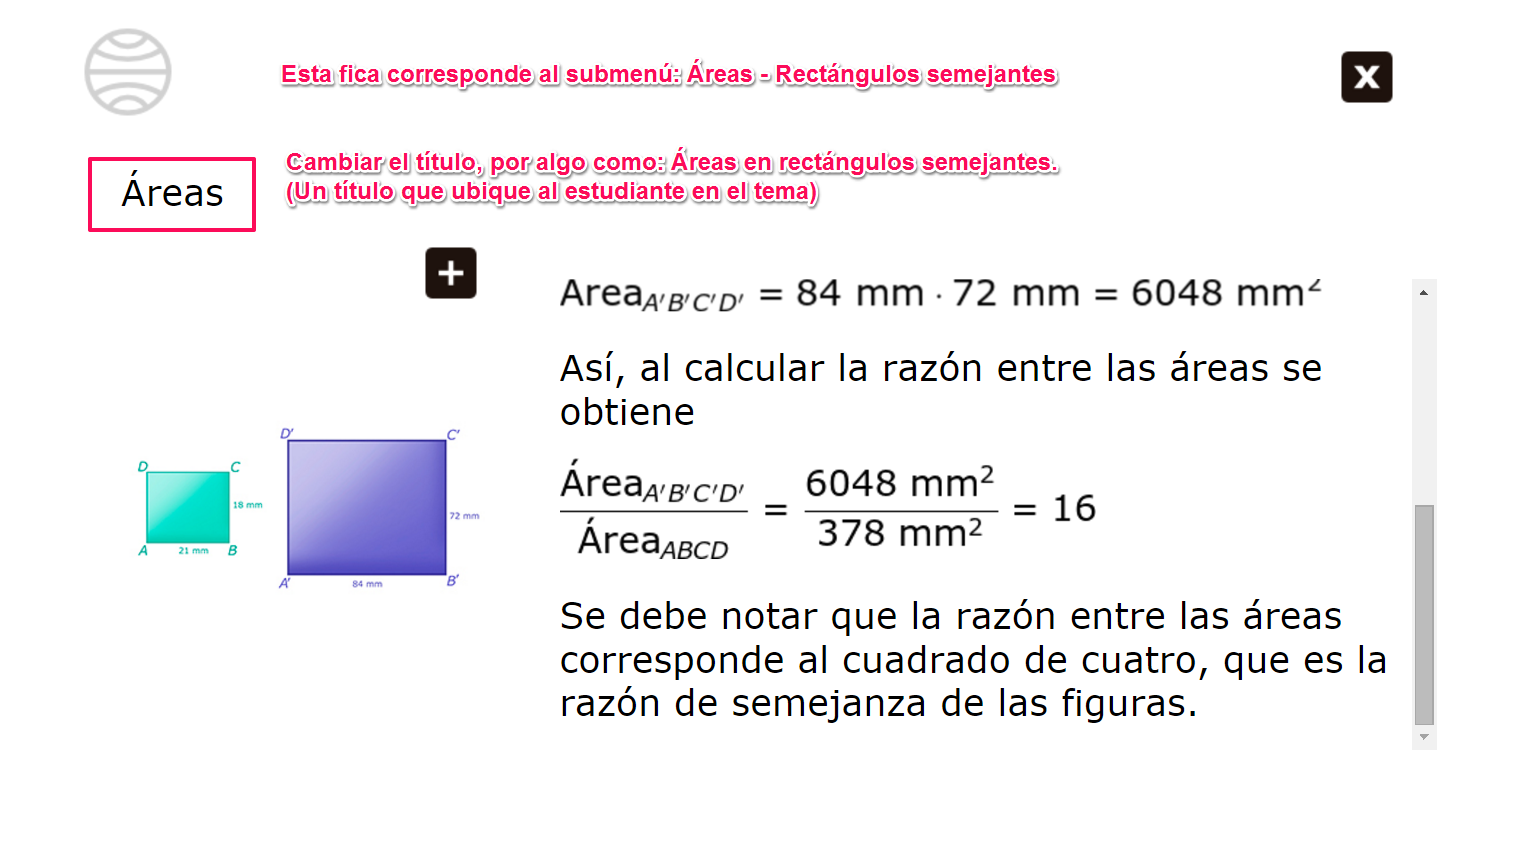 Esta fica corresponde al submenú: Áreas - Rectángulos semejantes
X
Cambiar el título, por algo como: Áreas en rectángulos semejantes.
(Un título que ubique al estudiante en el tema)
Áreas
+
Area A'B'C'D' = 84 mm · 72 mm = 6048 mm²
Así, al calcular la razón entre las áreas se
obtiene
Área A'B'C'D' / Área ABCD = 6048 mm² / 378 mm² = 16
Se debe notar que la razón entre las áreas
corresponde al cuadrado de cuatro, que es la
razón de semejanza de las figuras.
D' C'
D C
18 mm
72 mm
A 21 mm B
A' 84 mm B'